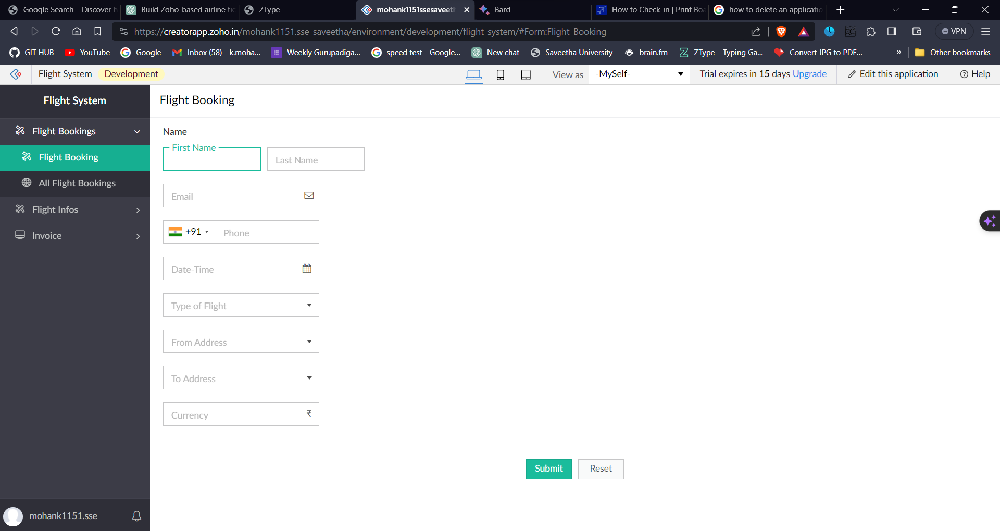 Google Search – Discover
Build Zoho-based airline tic
ZType
mohank1151ssesaveeth
Bard
How to Check-in | Print Boa
how to delete an applicatio
https://creatorapp.zoho.in/mohank1151.sse_saveetha/environment/development/flight-system/#Form:Flight_Booking
VPN
GIT HUB
YouTube
Google
Inbox (58) - k.moha...
Weekly Gurupadiga...
speed test - Google...
New chat
Saveetha University
brain.fm
ZType – Typing Ga...
Convert JPG to PDF...
»
Other bookmarks
Flight System
Development
View as
-MySelf-
Trial expires in 15 days Upgrade
Edit this application
Help
Flight System
Flight Bookings
Flight Booking
All Flight Bookings
Flight Infos
Invoice
mohank1151.sse
Flight Booking
Name
First Name
Last Name
Email
+91
Phone
Date-Time
Type of Flight
From Address
To Address
Currency
₹
Submit
Reset